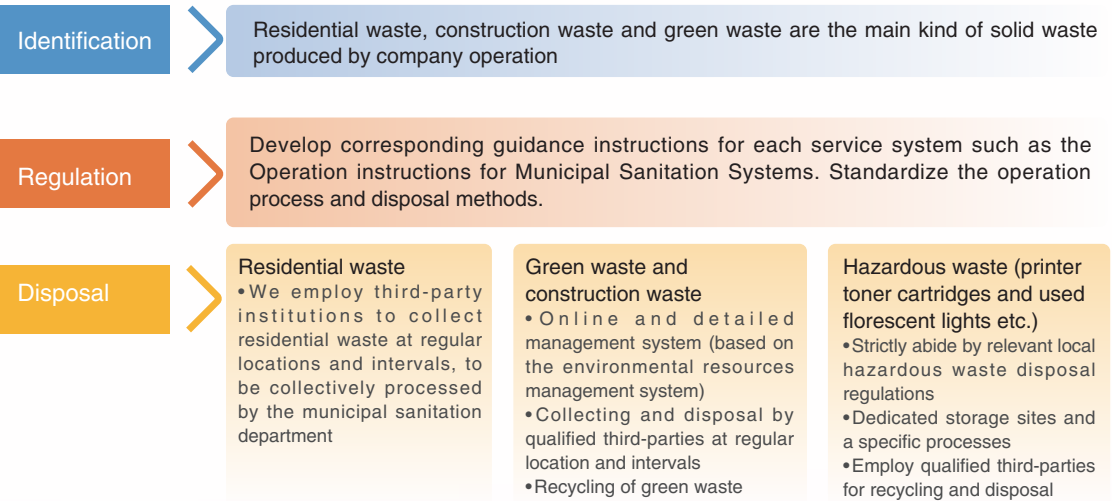 Identification
Residential waste, construction waste and green waste are the main kind of solid waste
produced by company operation
Regulation
Develop corresponding guidance instructions for each service system such as the
Operation instructions for Municipal Sanitation Systems. Standardize the operation
process and disposal methods.
Disposal
Residential waste
•We employ third-party
institutions to collect
residential waste at regular
locations and intervals, to
be collectively processed
by the municipal sanitation
department
Green waste and
construction waste
• Online and detailed
management system (based on
the environmental resources
management system)
•Collecting and disposal by
qualified third-parties at regular
location and intervals
•Recycling of green waste
Hazardous waste (printer
toner cartridges and used
florescent lights etc.)
•Strictly abide by relevant local
hazardous waste disposal
regulations
•Dedicated storage sites and
a specific processes
•Employ qualified third-parties
for recycling and disposal